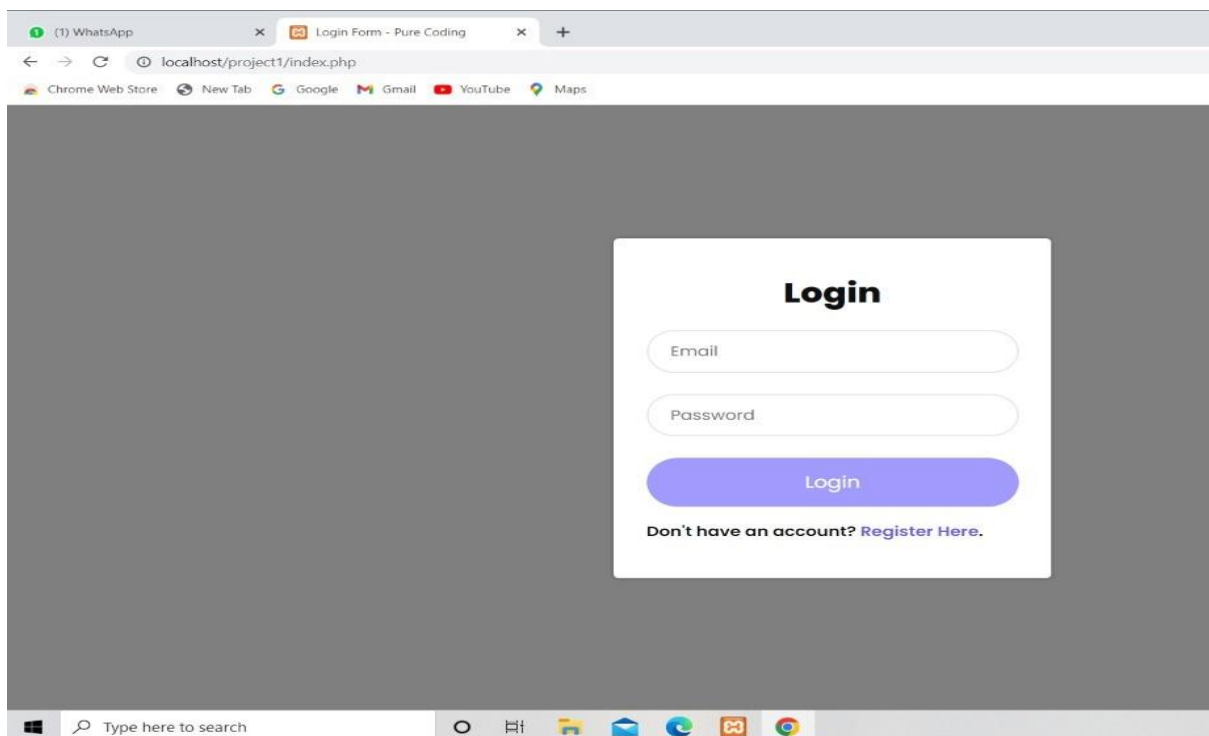 (1) WhatsApp Login Form - Pure Coding
localhost/project1/index.php
Chrome Web Store New Tab Google Gmail YouTube Maps
Login
Email
Password
Login
Don't have an account? Register Here.
Type here to search